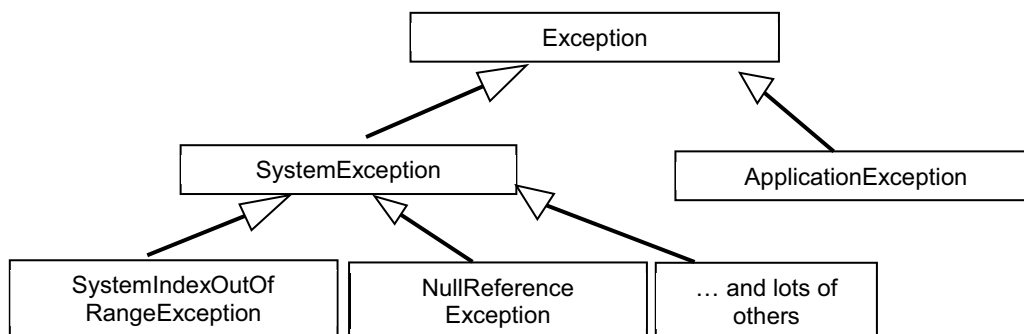 Exception
SystemException
ApplicationException
SystemIndexOutOf
RangeException
NullReference
Exception
… and lots of
others